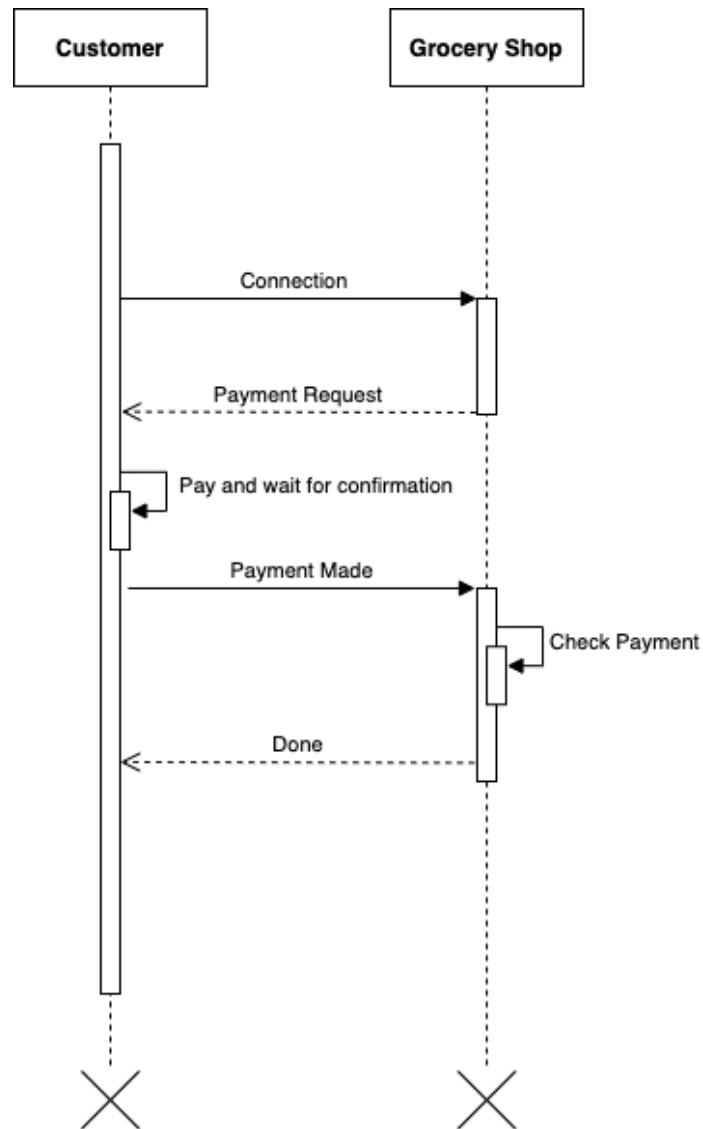 Customer
Grocery Shop
Connection
Payment Request
Pay and wait for confirmation
Payment Made
Check Payment
Done